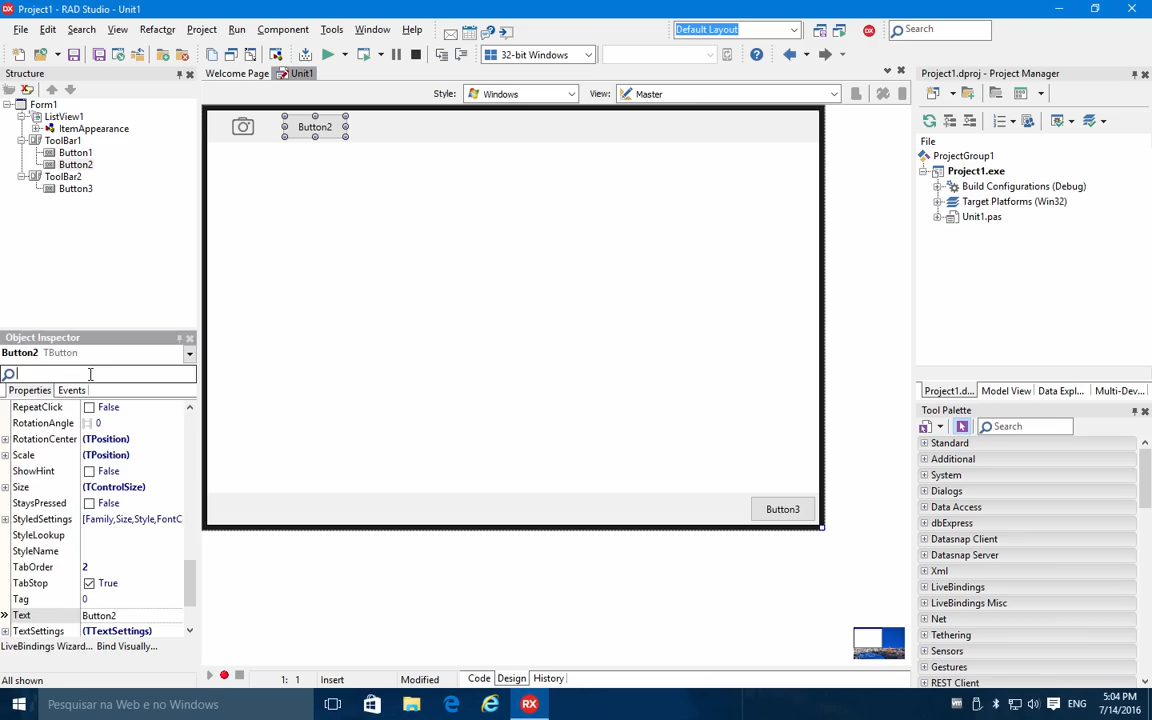 Project1 - RAD Studio - Unit1
File Edit Search View Refactor Project Run Component Tools Window Help
Default Layout
Search
32-bit Windows
Structure
Welcome Page
Unit1
Project1.dproj - Project Manager
Style:
Windows
View:
Master
Form1
ListView1
ItemAppearance
ToolBar1
Button1
Button2
ToolBar2
Button3
Button2
Button3
File
ProjectGroup1
Project1.exe
Build Configurations (Debug)
Target Platforms (Win32)
Unit1.pas
Object Inspector
Button2 TButton
Properties
Events
RepeatClick False
RotationAngle 0
RotationCenter (TPosition)
Scale (TPosition)
ShowHint False
Size (TControlSize)
StaysPressed False
StyledSettings [Family,Size,Style,FontC
StyleLookup
StyleName
TabOrder 2
TabStop True
Tag 0
Text Button2
TextSettings (TTextSettings)
LiveBindings Wizard... Bind Visually...
All shown
1: 1
Insert
Modified
Code
Design
History
Project1.d... Model View Data Expl... Multi-Dev...
Tool Palette
Search
Standard
Additional
System
Dialogs
Data Access
dbExpress
Datasnap Client
Datasnap Server
Xml
LiveBindings
LiveBindings Misc
Net
Tethering
Sensors
Gestures
REST Client
Pesquisar na Web e no Windows
RX
ENG
5:04 PM
7/14/2016